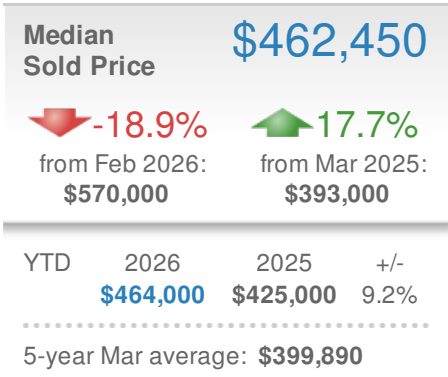 Median Sold Price $462,450
-18.9% 17.7%
from Feb 2026: from Mar 2025:
$570,000 $393,000
YTD 2026 2025 +/-
$464,000 $425,000 9.2%
5-year Mar average: $399,890